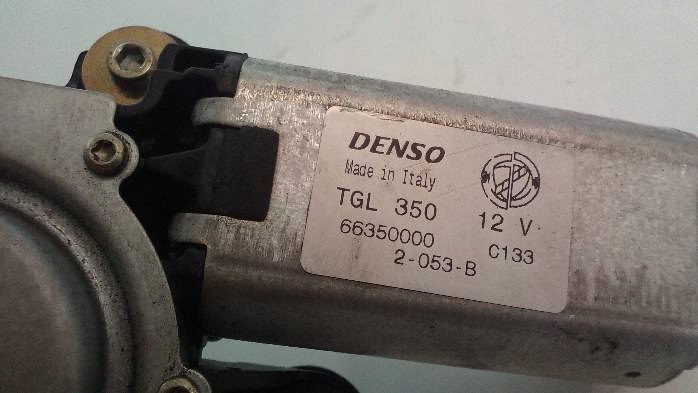 DENSO
Made in Italy
TGL 350 12 V
66350000 C133
2-053-B